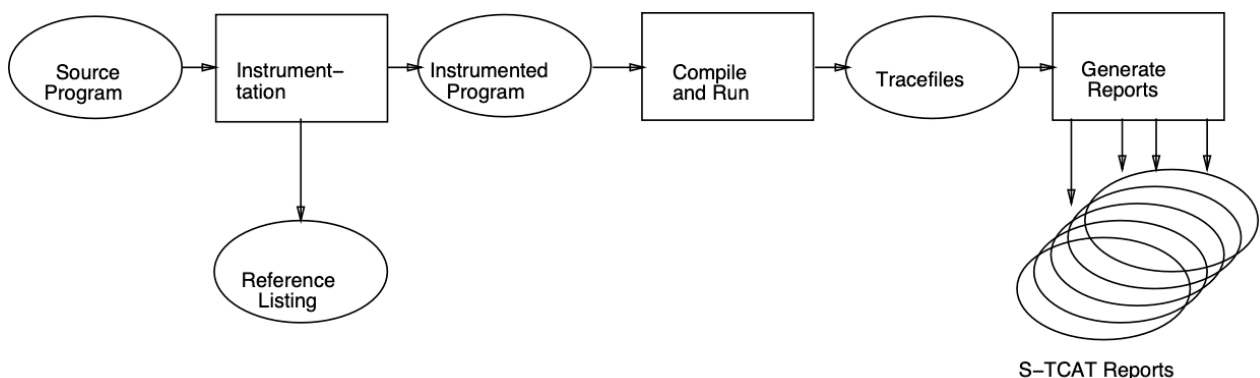 Source
Program
Instrument–
tation
Instrumented
Program
Compile
and Run
Tracefiles
Generate
Reports
Reference
Listing
S–TCAT Reports